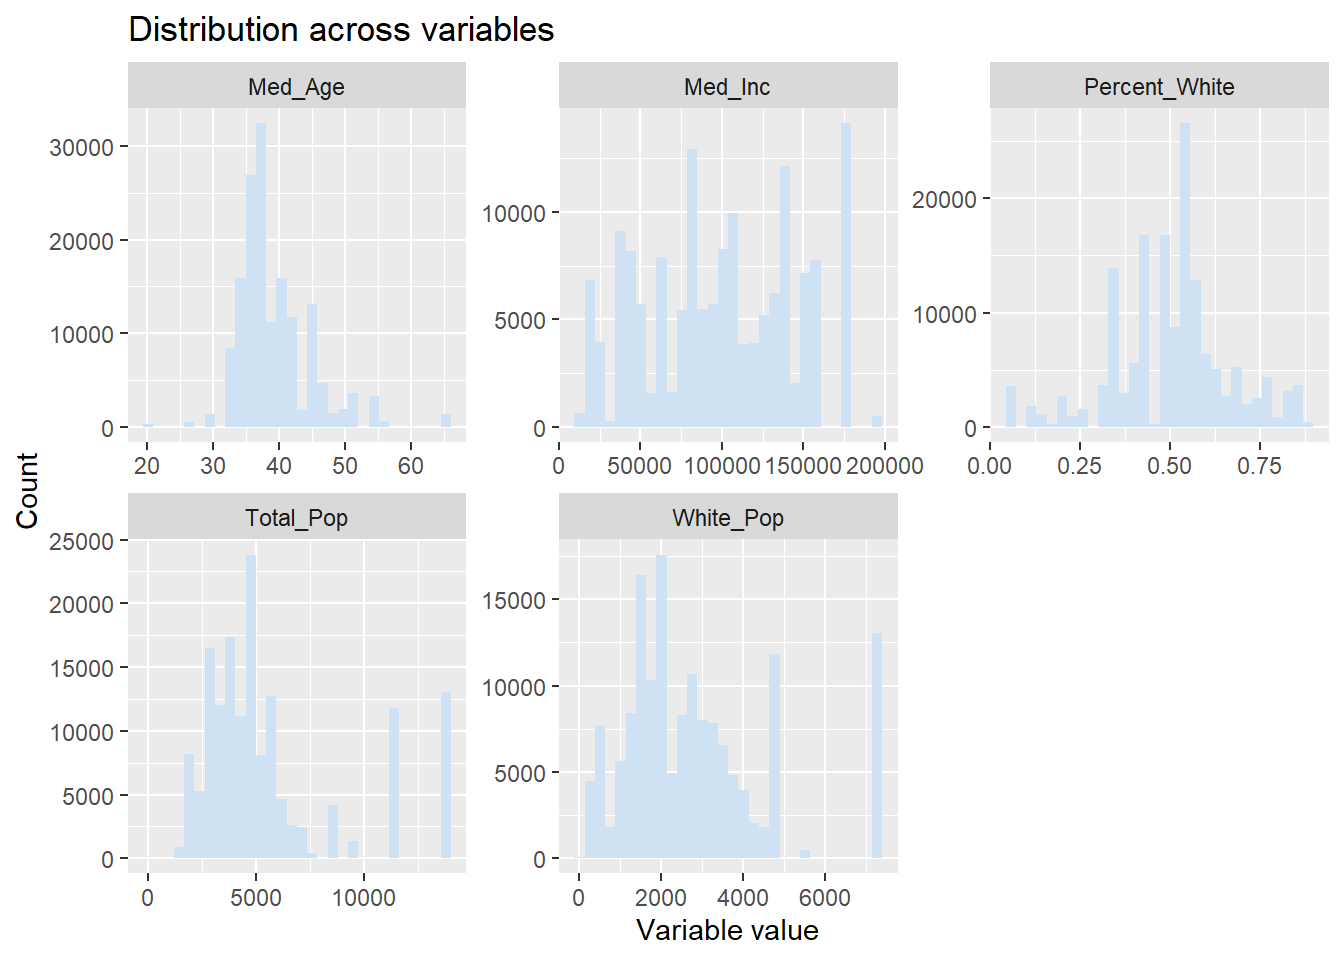 Distribution across variables
Med_Age
Med_Inc
Percent_White
30000
20000
10000
0
20 30 40 50 60
10000
5000
0
0 50000 100000 150000 200000
20000
10000
0
0.00 0.25 0.50 0.75
Count
Total_Pop
White_Pop
25000
20000
15000
10000
5000
0
0 5000 10000
15000
10000
5000
0
0 2000 4000 6000
Variable value